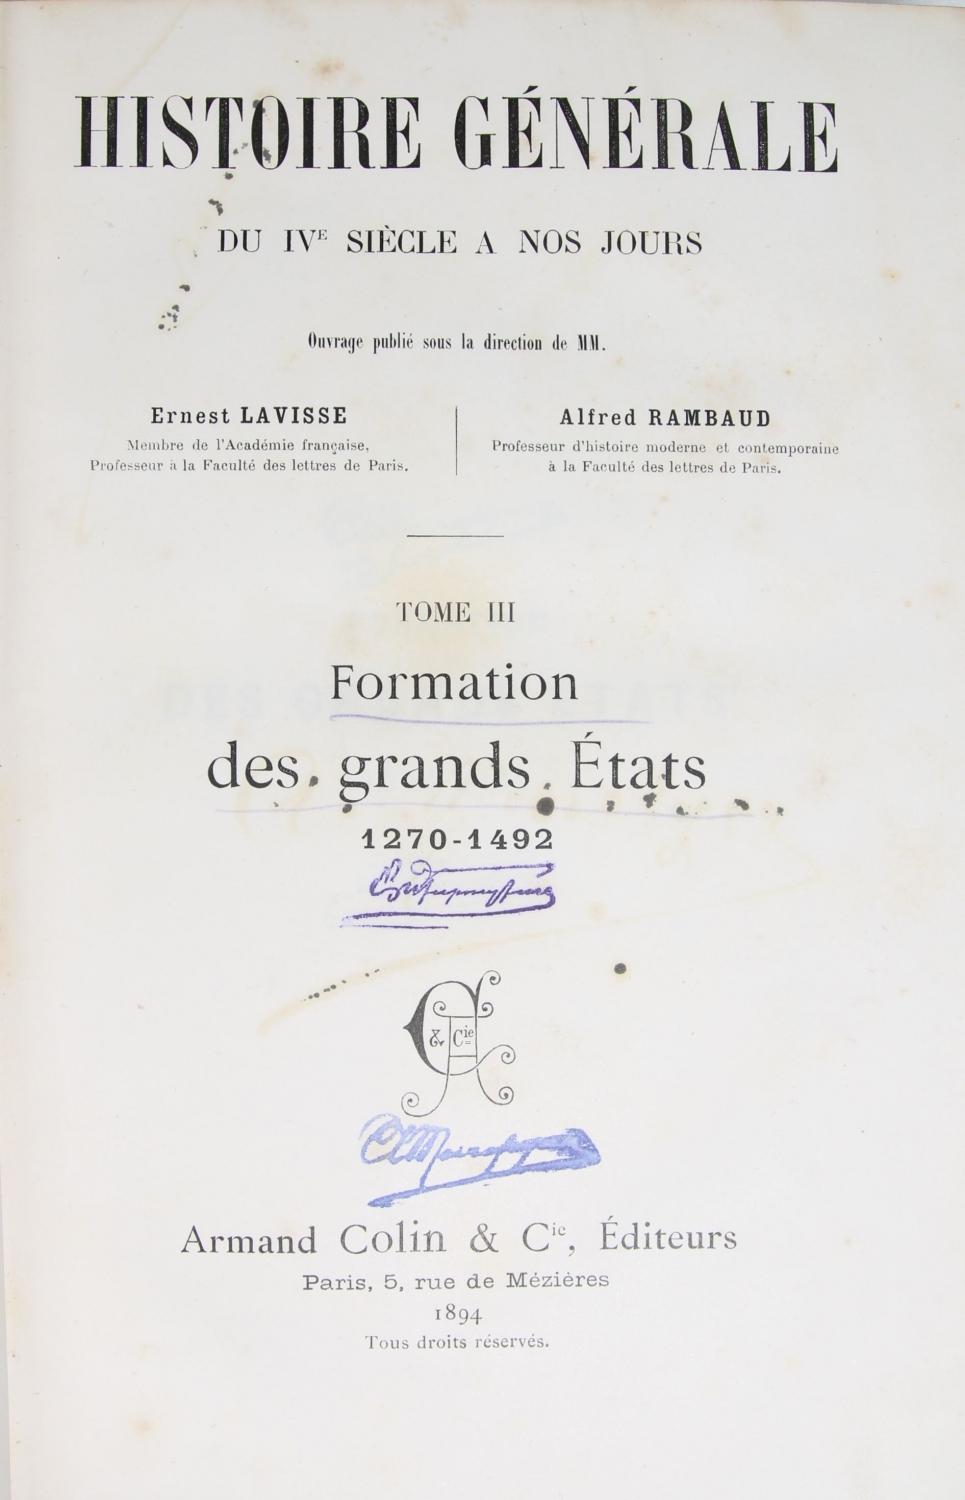 HISTOIRE GÉNÉRALE
DU IVE SIÈCLE A NOS JOURS
Ouvrage publié sous la direction de MM.
Ernest LAVISSE
Membre de l'Académie française,
Professeur à la Faculté des lettres de Paris.
Alfred RAMBAUD
Professeur d'histoire moderne et contemporaine
à la Faculté des lettres de Paris.
TOME III
Formation
des grands États
1270-1492
& Cie
Armand Colin & Cie, Éditeurs
Paris, 5, rue de Mézières
1894
Tous droits réservés.